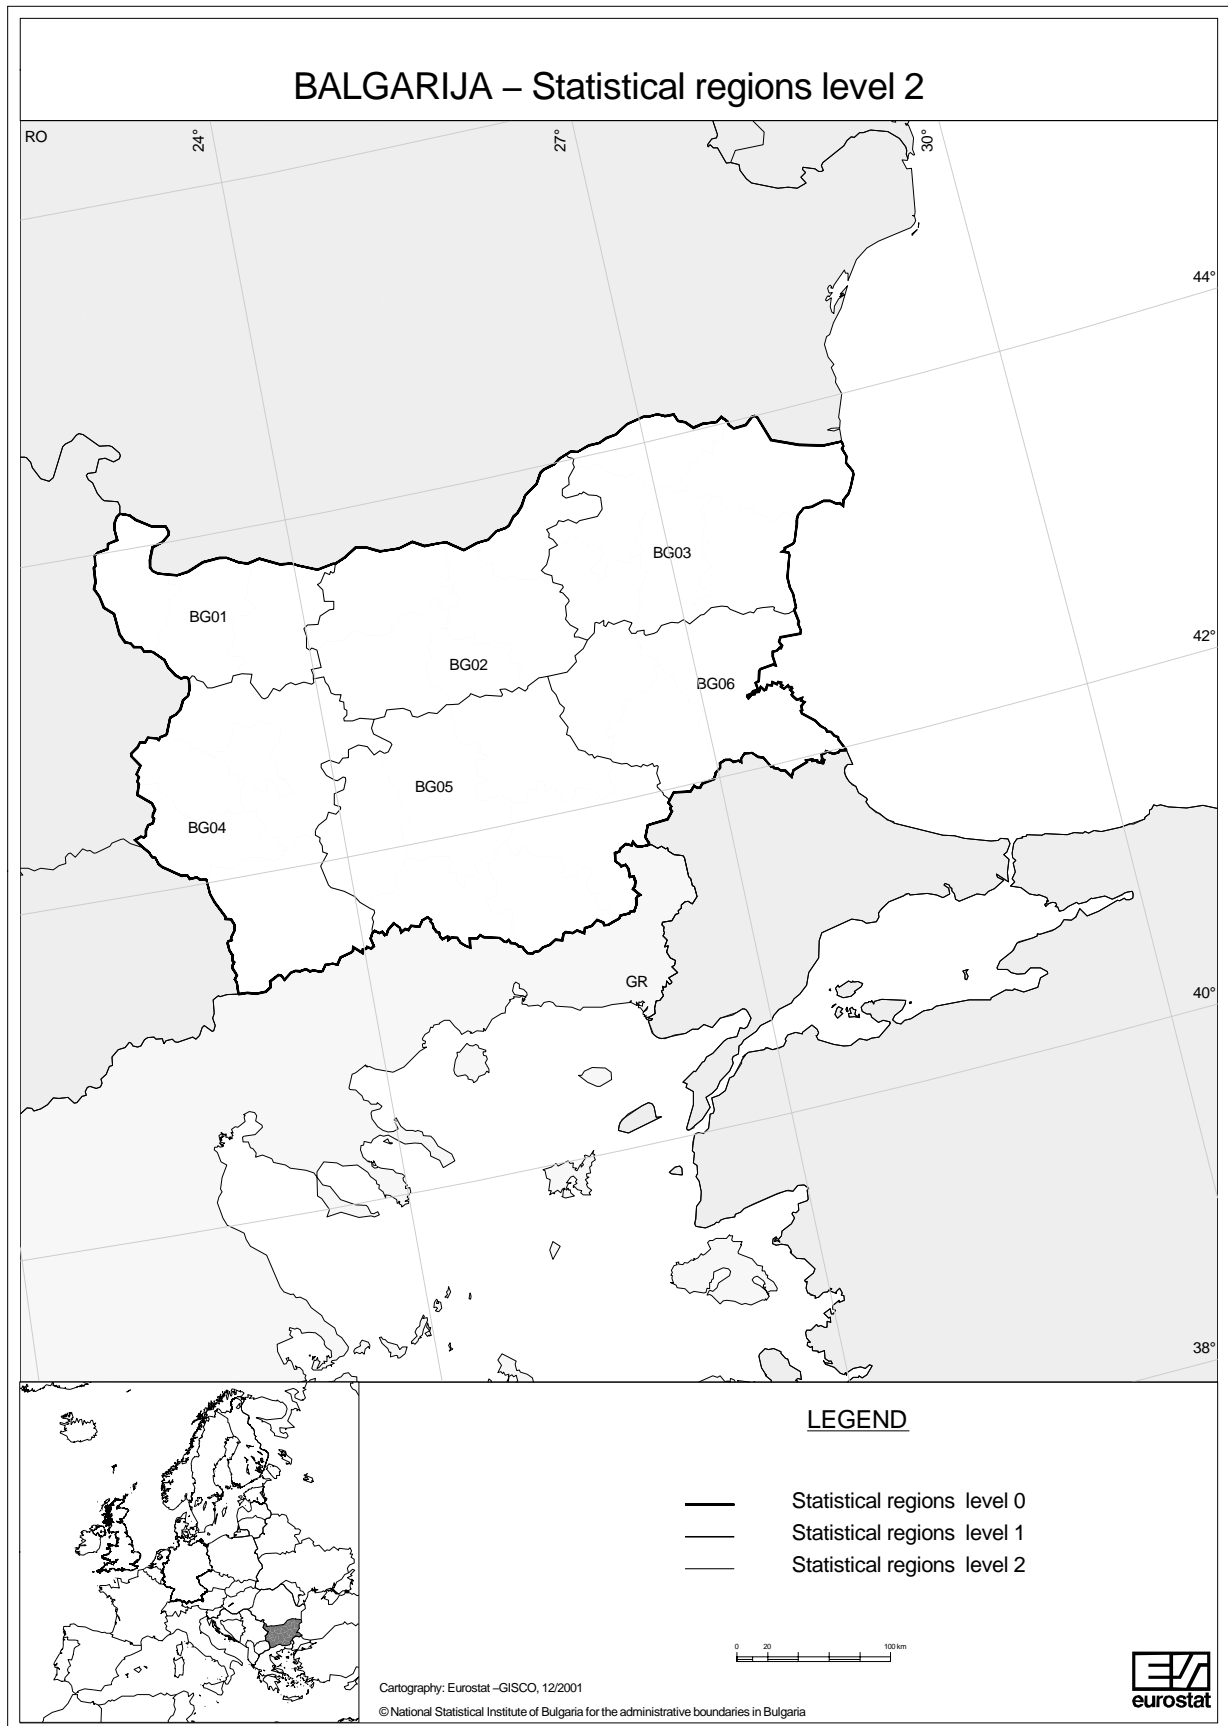 BALGARIJA – Statistical regions level 2
RO
24°
27°
30°
44°
BG03
BG01
42°
BG02
BG06
BG05
BG04
GR
40°
38°
LEGEND
Statistical regions level 0
Statistical regions level 1
Statistical regions level 2
0 20 100 km
Cartography: Eurostat –GISCO, 12/2001
© National Statistical Institute of Bulgaria for the administrative boundaries in Bulgaria
eurostat